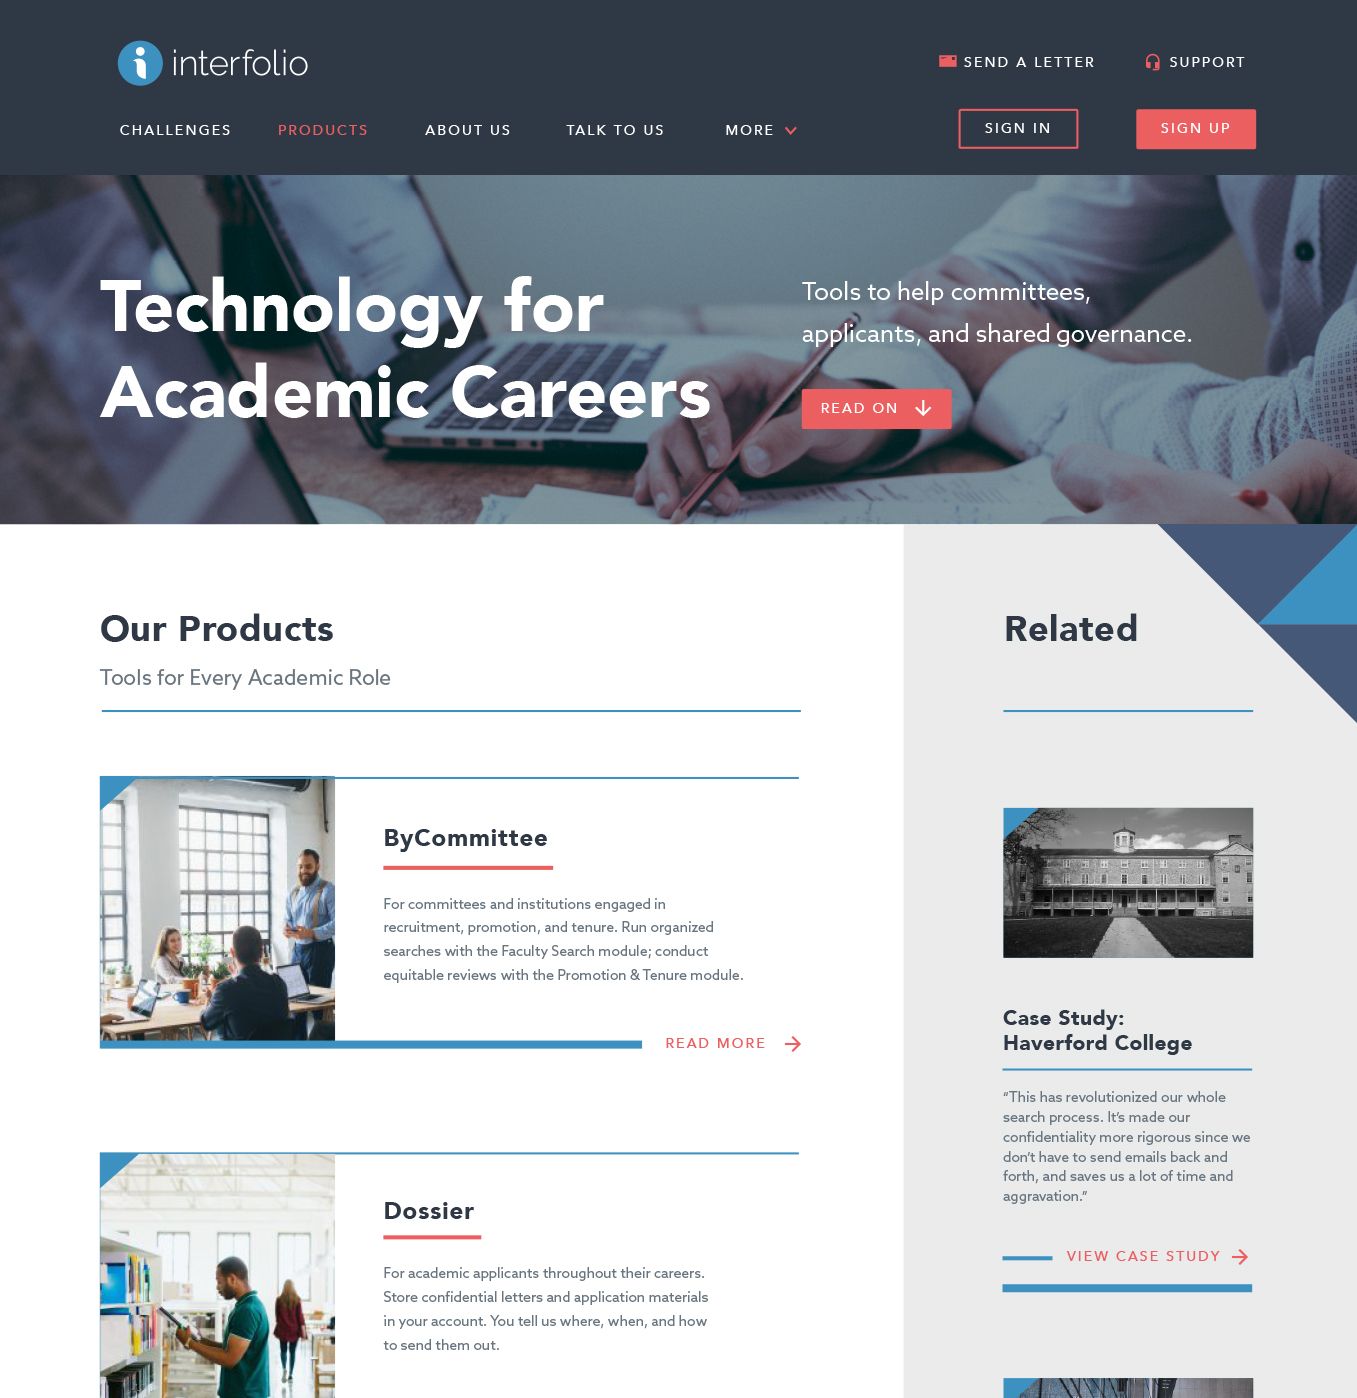 interfolio
SEND A LETTER
SUPPORT
CHALLENGES
PRODUCTS
ABOUT US
TALK TO US
MORE
SIGN IN
SIGN UP
Technology for
Academic Careers
Tools to help committees,
applicants, and shared governance.
READ ON
Our Products
Tools for Every Academic Role
ByCommittee
For committees and institutions engaged in
recruitment, promotion, and tenure. Run organized
searches with the Faculty Search module; conduct
equitable reviews with the Promotion & Tenure module.
READ MORE
Dossier
For academic applicants throughout their careers.
Store confidential letters and application materials
in your account. You tell us where, when, and how
to send them out.
Related
Case Study:
Haverford College
“This has revolutionized our whole
search process. It’s made our
confidentiality more rigorous since we
don’t have to send emails back and
forth, and saves us a lot of time and
aggravation.”
VIEW CASE STUDY